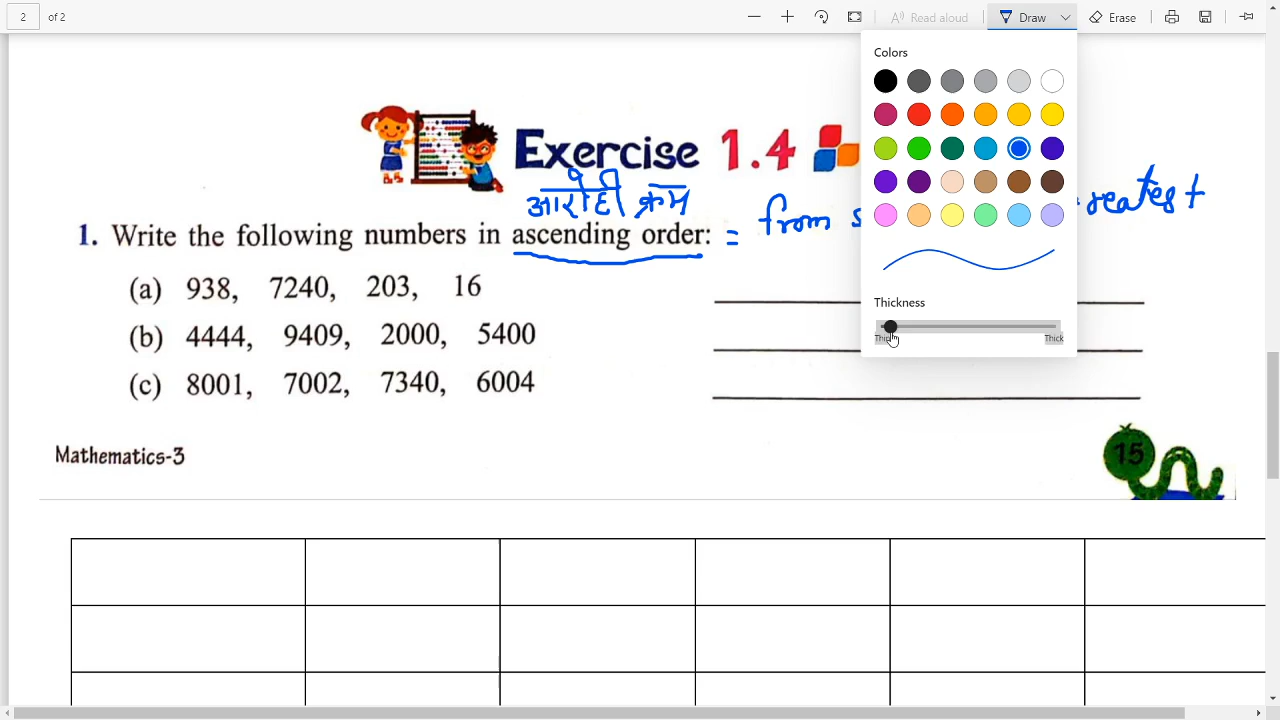 2 of 2
Read aloud
Draw
Erase
Colors
Exercise 1.4
आरोही क्रम
1. Write the following numbers in ascending order: = from
(a) 938, 7240, 203, 16
(b) 4444, 9409, 2000, 5400
(c) 8001, 7002, 7340, 6004
Thickness
Thick
Mathematics-3
15